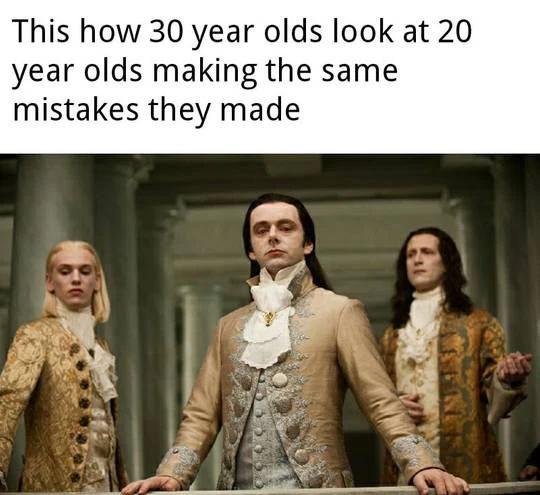 This how 30 year olds look at 20
year olds making the same
mistakes they made